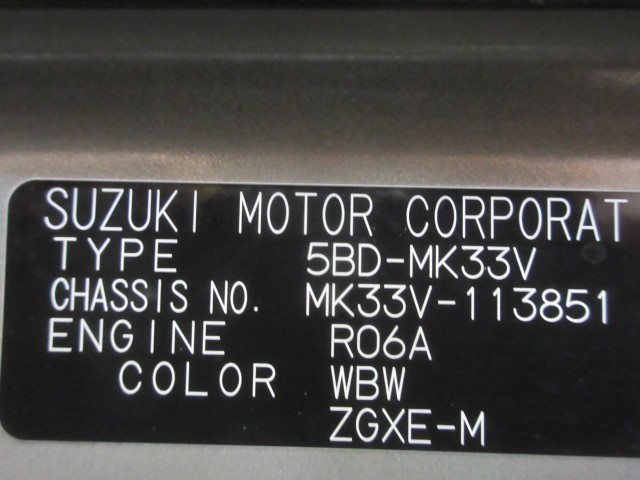 SUZUKI MOTOR CORPORAT
TYPE 5BD-MK33V
CHASSIS NO. MK33V-113851
ENGINE R06A
COLOR WBW
ZGXE-M